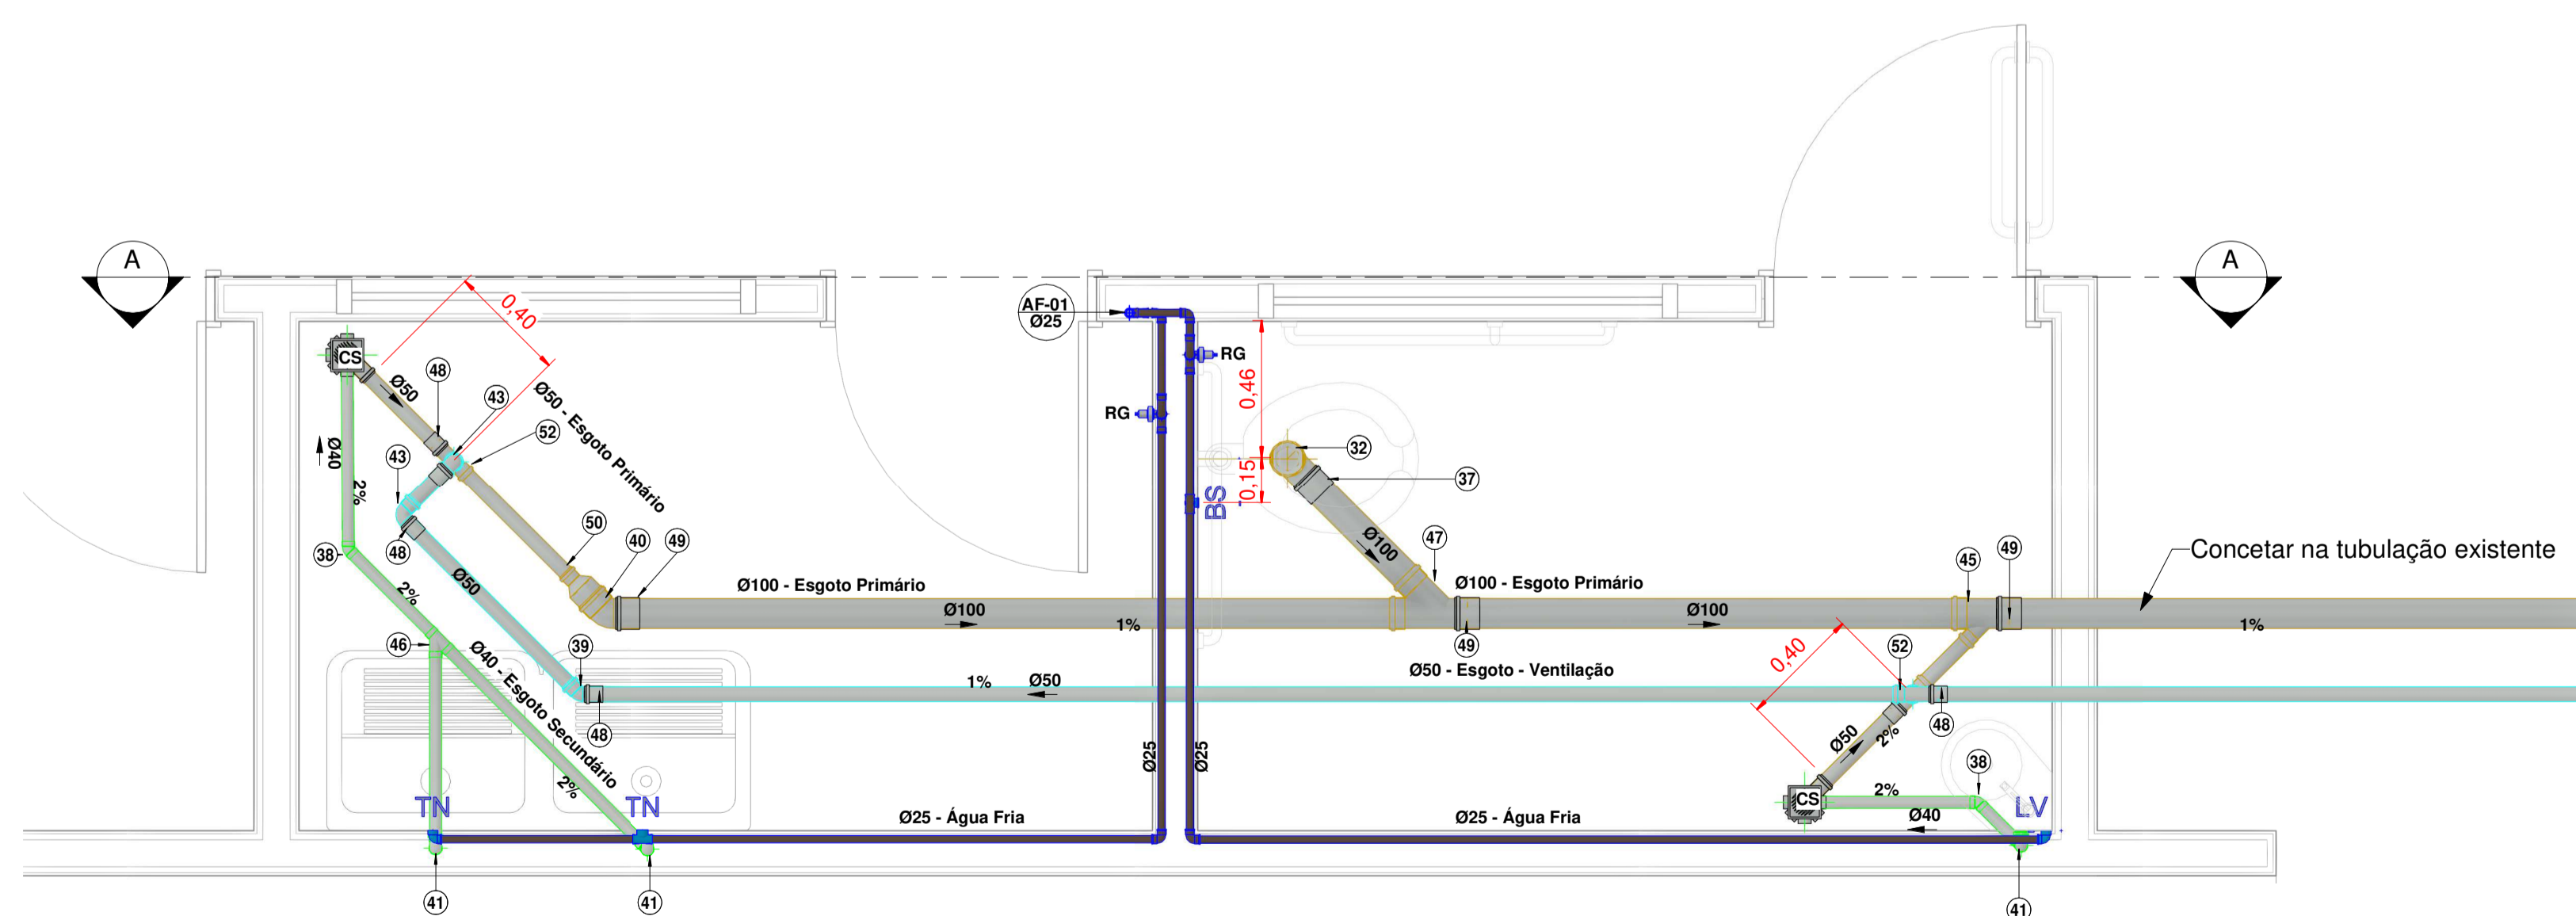 A
A
0,40
AF-01
Ø25
RG
CS
48
Ø50
43
Ø50 - Esgoto Primário
RG
0,46
52
32
Ø40
43
0,15
37
BS
2%
50
47
Ø100
38
48
40
49
49
Concetar na tubulação existente
45
Ø50
Ø100 - Esgoto Primário
Ø100 - Esgoto Primário
2%
Ø100
Ø100
1%
1%
46
39
49
0,40
52
Ø40 - Esgoto Secundário
Ø50 - Esgoto - Ventilação
1%
Ø50
48
48
Ø50
2%
Ø25
Ø25
38
2%
2%
CS
TN
TN
LV
Ø25 - Água Fria
Ø25 - Água Fria
Ø40
41
41
41